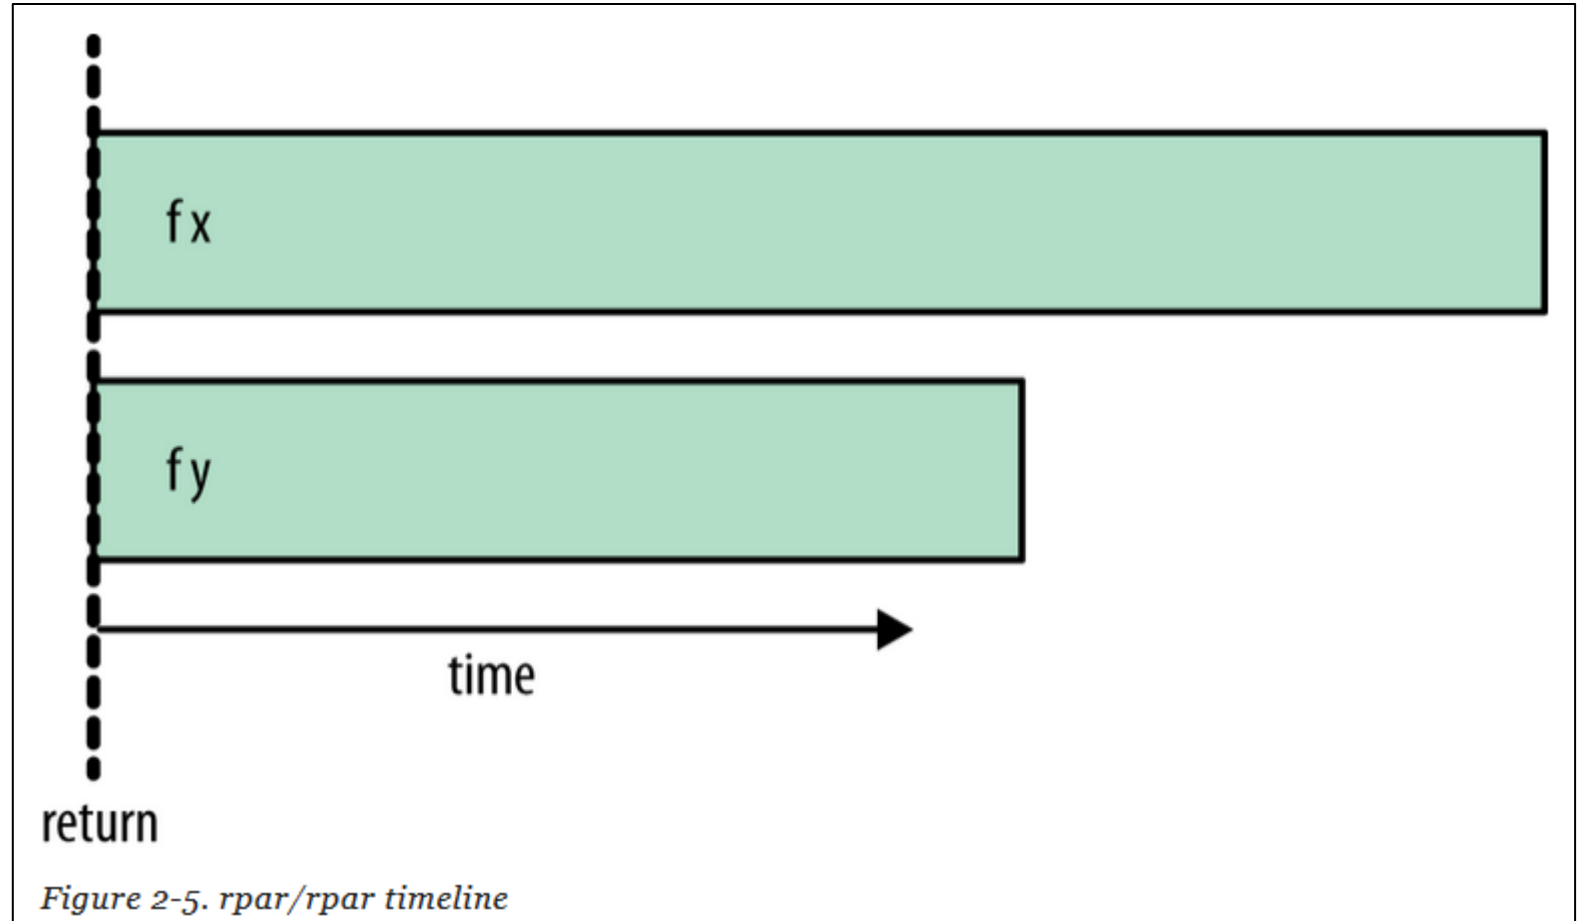 f x
f y
time
return
Figure 2-5. rpar/rpar timeline